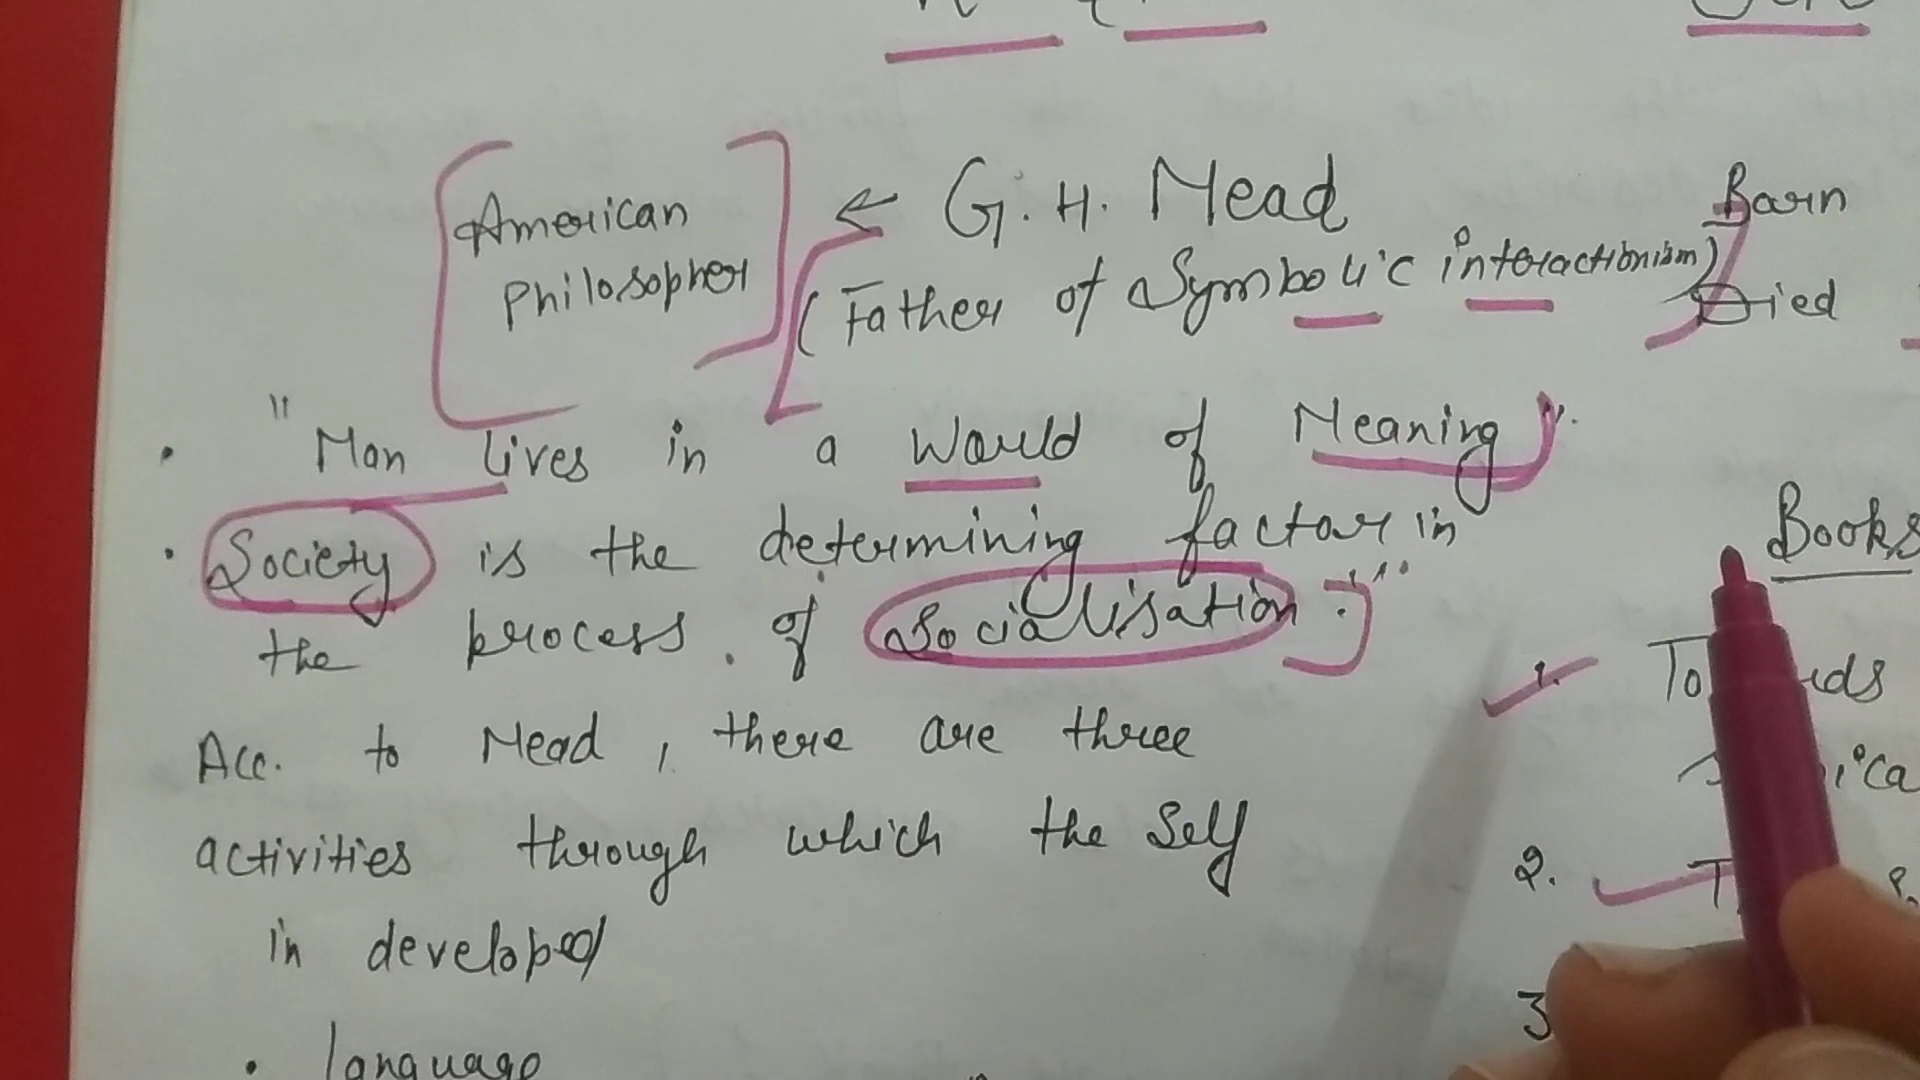 American
Philosopher
← G. H. Mead
(Father of Symbolic interactionism)
Born
Died
• "Man lives in a World of Meaning".
• Society is the determining factor in
the process of Socialisation."
Acc. to Mead, there are three
activities through which the Self
in developed
• language
Books
1.
2.
3